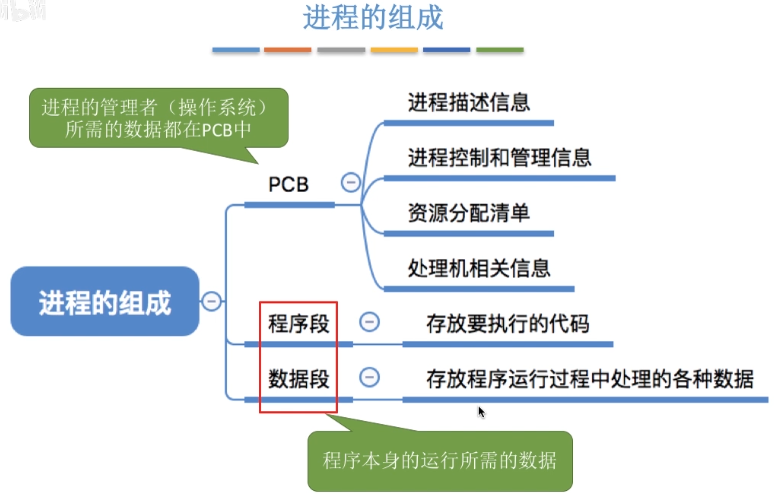 进程的组成
进程的管理者（操作系统）
所需的数据都在PCB中
进程描述信息
进程控制和管理信息
PCB
资源分配清单
处理机相关信息
进程的组成
程序段
存放要执行的代码
数据段
存放程序运行过程中处理的各种数据
程序本身的运行所需的数据